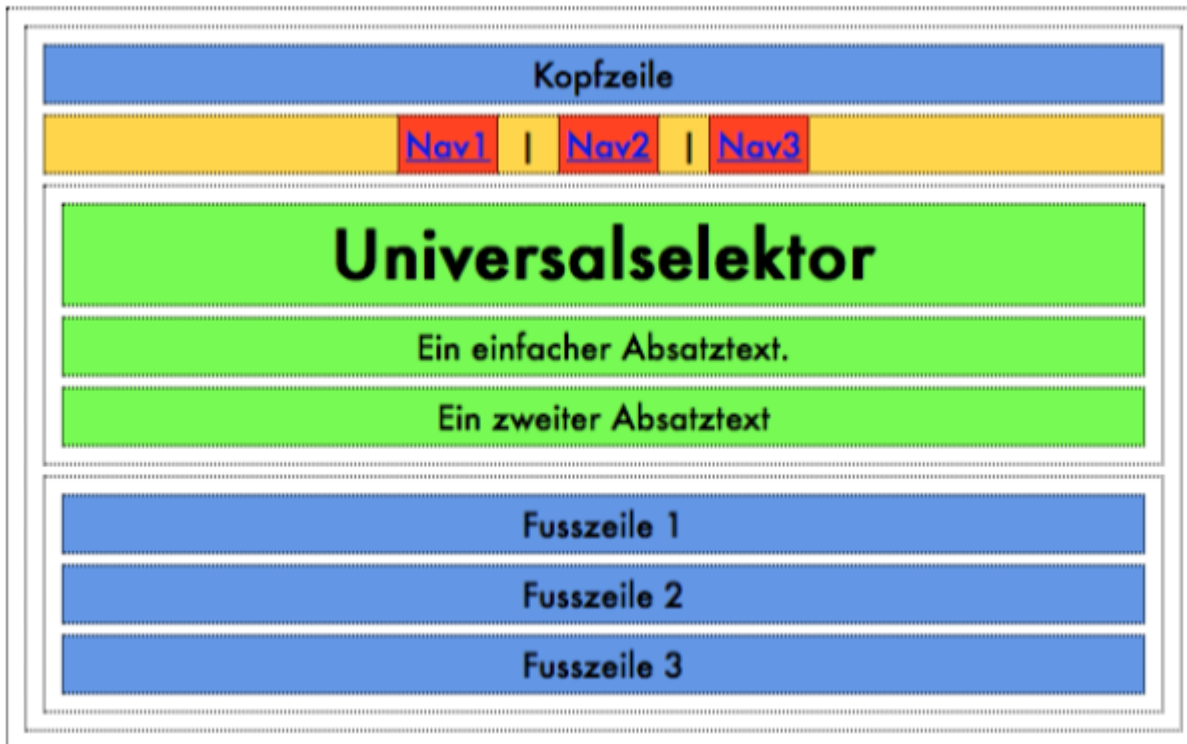 Kopfzeile
Nav1 | Nav2 | Nav3
Universalselektor
Ein einfacher Absatztext.
Ein zweiter Absatztext
Fusszeile 1
Fusszeile 2
Fusszeile 3